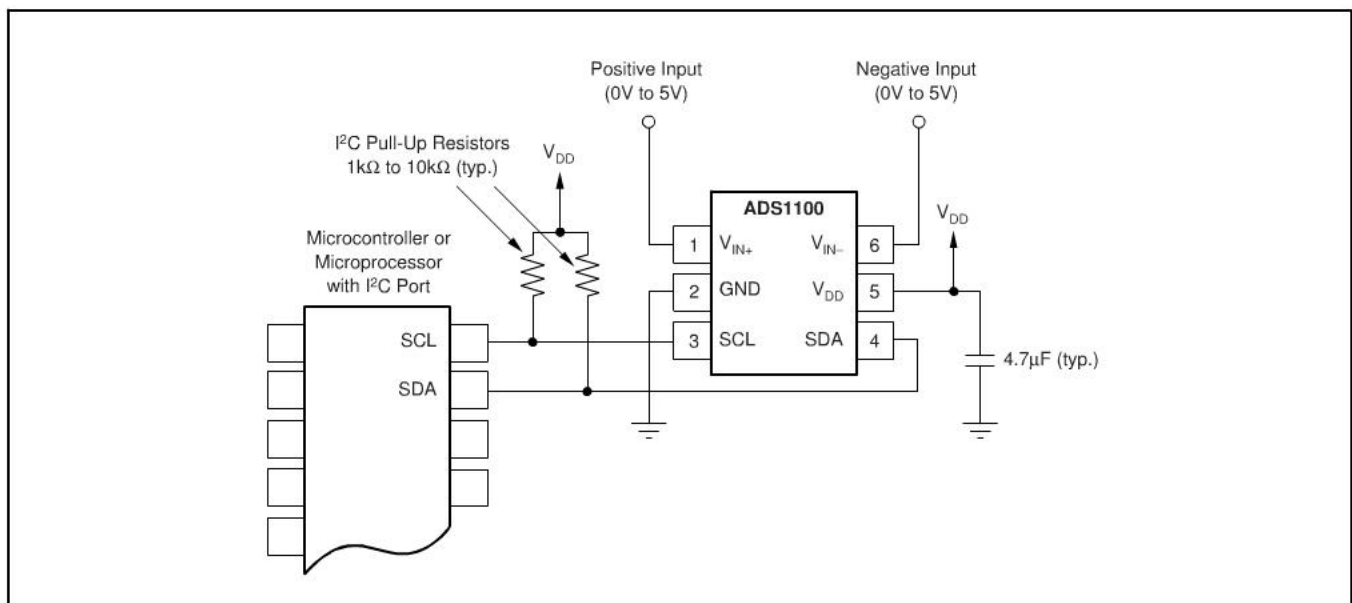 Positive Input
(0V to 5V)
Negative Input
(0V to 5V)
I²C Pull-Up Resistors
1kΩ to 10kΩ (typ.)
V_DD
ADS1100
V_DD
Microcontroller or
Microprocessor
with I²C Port
1 V_IN+ V_IN– 6
2 GND V_DD 5
SCL 3 SCL SDA 4
4.7μF (typ.)
SDA